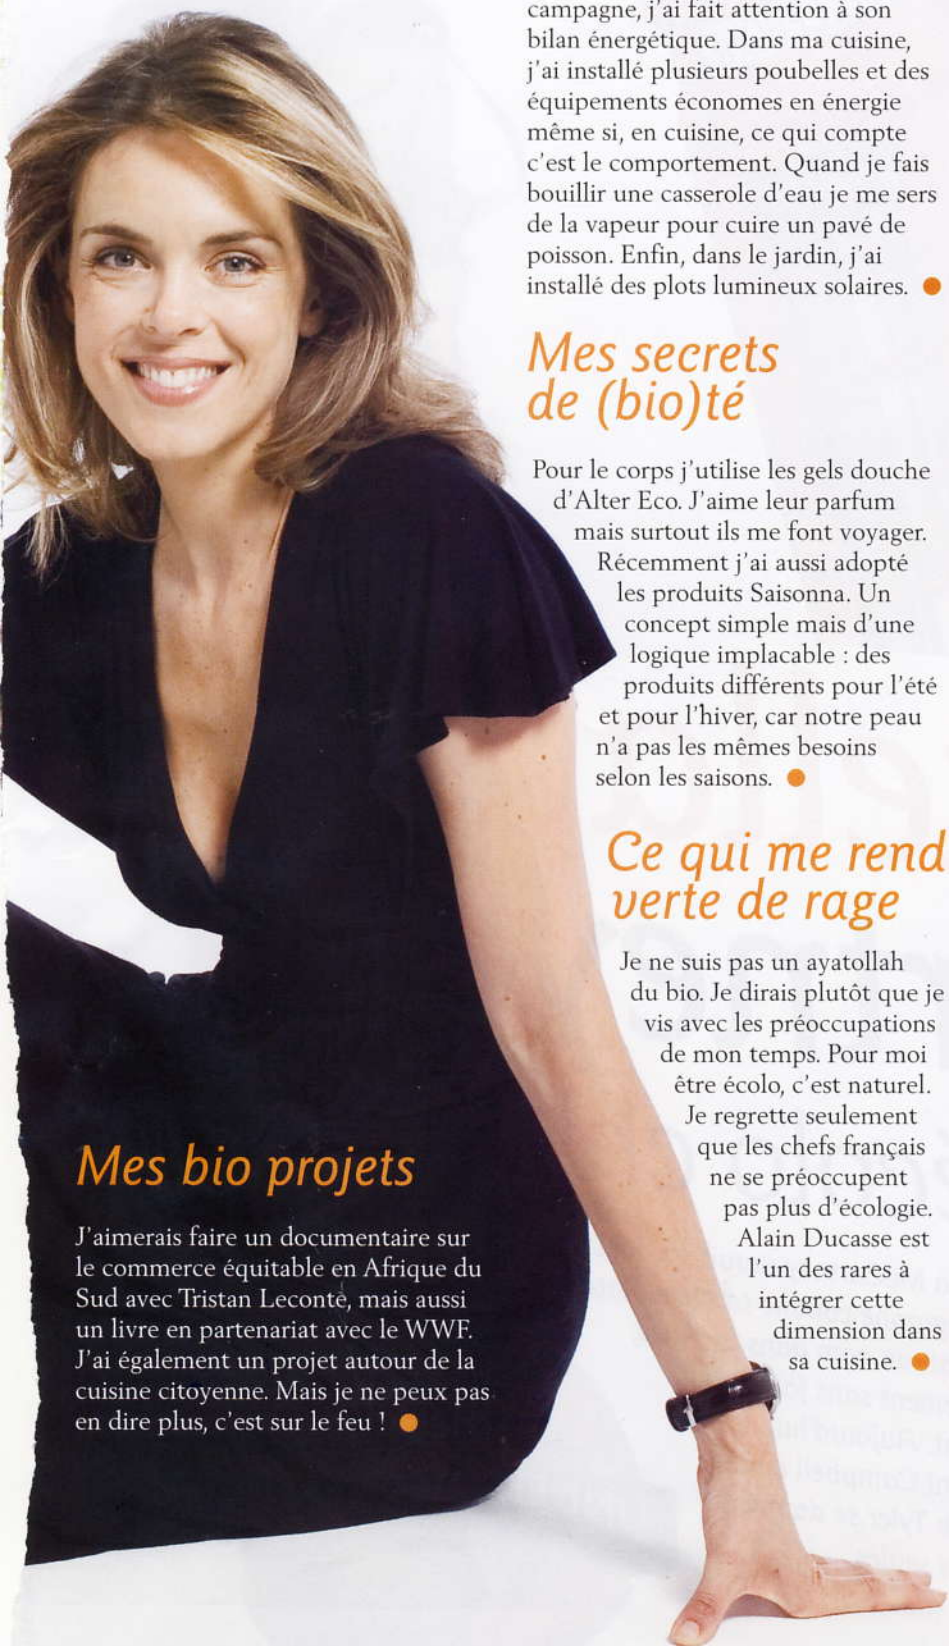 campagne, j'ai fait attention à son
bilan énergétique. Dans ma cuisine,
j'ai installé plusieurs poubelles et des
équipements économes en énergie
même si, en cuisine, ce qui compte
c'est le comportement. Quand je fais
bouillir une casserole d'eau je me sers
de la vapeur pour cuire un pavé de
poisson. Enfin, dans le jardin, j'ai
installé des plots lumineux solaires.
Mes secrets
de (bio)té
Pour le corps j'utilise les gels douche
d'Alter Eco. J'aime leur parfum
mais surtout ils me font voyager.
Récemment j'ai aussi adopté
les produits Saisonna. Un
concept simple mais d'une
logique implacable : des
produits différents pour l'été
et pour l'hiver, car notre peau
n'a pas les mêmes besoins
selon les saisons.
Ce qui me rend
verte de rage
Je ne suis pas un ayatollah
du bio. Je dirais plutôt que je
vis avec les préoccupations
de mon temps. Pour moi
être écolo, c'est naturel.
Je regrette seulement
que les chefs français
ne se préoccupent
pas plus d'écologie.
Alain Ducasse est
l'un des rares à
intégrer cette
dimension dans
sa cuisine.
Mes bio projets
J'aimerais faire un documentaire sur
le commerce équitable en Afrique du
Sud avec Tristan Leconte, mais aussi
un livre en partenariat avec le WWF.
J'ai également un projet autour de la
cuisine citoyenne. Mais je ne peux pas
en dire plus, c'est sur le feu !